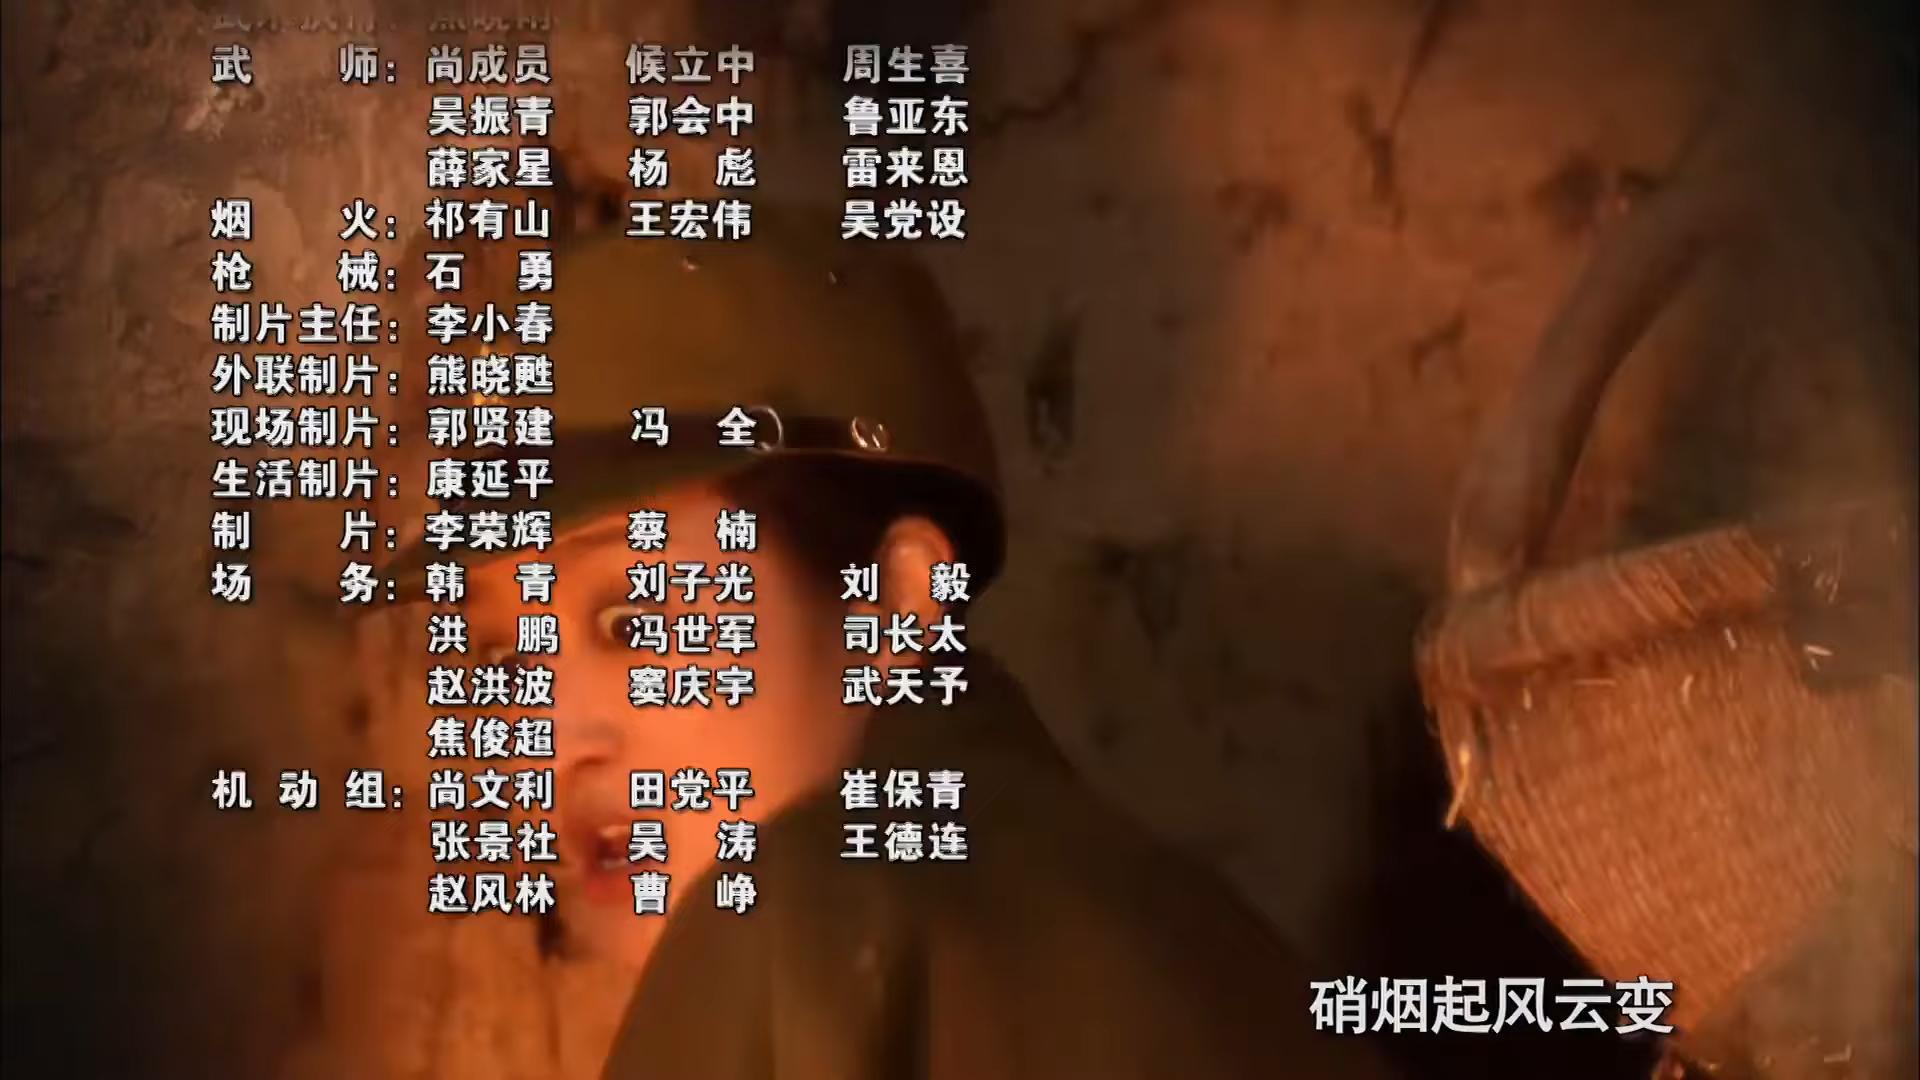 武师：尚成员 候立中 周生喜
吴振青 郭会中 鲁亚东
薛家星 杨彪 雷来恩
烟火：祁有山 王宏伟 吴党设
枪械：石勇
制片主任：李小春
外联制片：熊晓甦
现场制片：郭贤建 冯全
生活制片：康延平
制片：李荣辉 蔡楠
场务：韩青 刘子光 刘毅
洪鹏 冯世军 司长太
赵洪波 窦庆宇 武天予
焦俊超
机动组：尚文利 田党平 崔保青
张景社 吴涛 王德连
赵风林 曹峥
硝烟起风云变